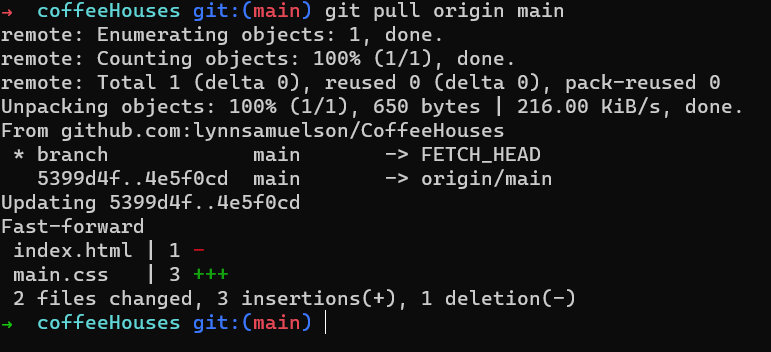 → coffeeHouses git:(main) git pull origin main
remote: Enumerating objects: 1, done.
remote: Counting objects: 100% (1/1), done.
remote: Total 1 (delta 0), reused 0 (delta 0), pack-reused 0
Unpacking objects: 100% (1/1), 650 bytes | 216.00 KiB/s, done.
From github.com:lynnsamuelson/CoffeeHouses
 * branch            main       -> FETCH_HEAD
   5399d4f..4e5f0cd  main       -> origin/main
Updating 5399d4f..4e5f0cd
Fast-forward
 index.html | 1 -
 main.css   | 3 +++
 2 files changed, 3 insertions(+), 1 deletion(-)
→ coffeeHouses git:(main)